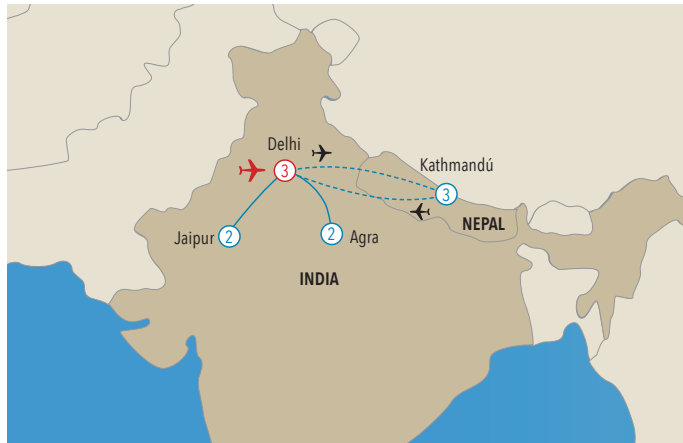 Delhi
3
Kathmandú
3
NEPAL
Jaipur 2
2 Agra
INDIA